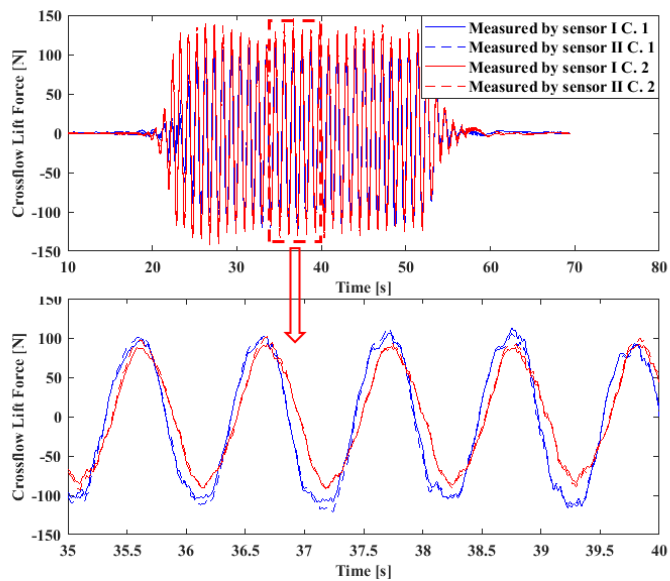 150
100
50
0
-50
-100
-150
Crossflow Lift Force [N]
Measured by sensor I C. 1
Measured by sensor II C. 1
Measured by sensor I C. 2
Measured by sensor II C. 2
10 20 30 40 50 60 70 80
Time [s]
150
100
50
0
-50
-100
-150
Crossflow Lift Force [N]
35 35.5 36 36.5 37 37.5 38 38.5 39 39.5 40
Time [s]